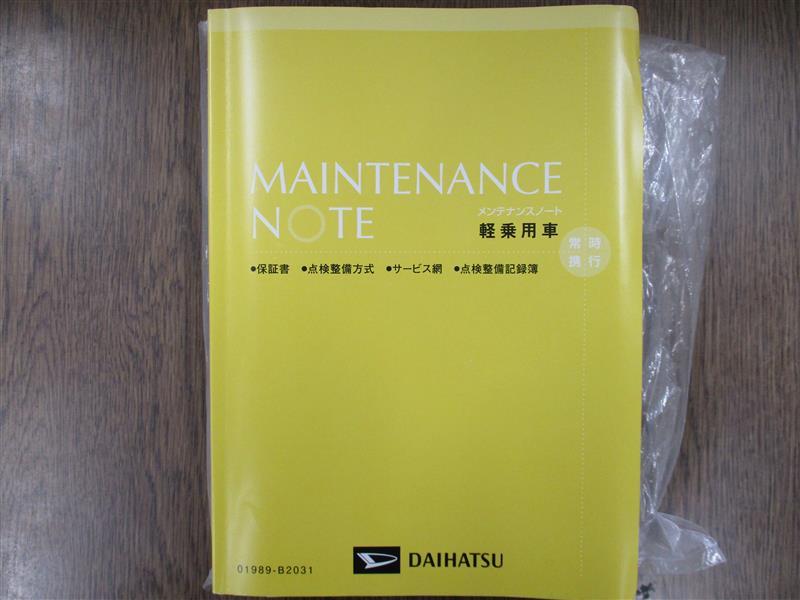 MAINTENANCE
NOTE
メンテナンスノート
軽乗用車
常時
携行
●保証書 ●点検整備方式 ●サービス網 ●点検整備記録簿
01989-B2031
DAIHATSU